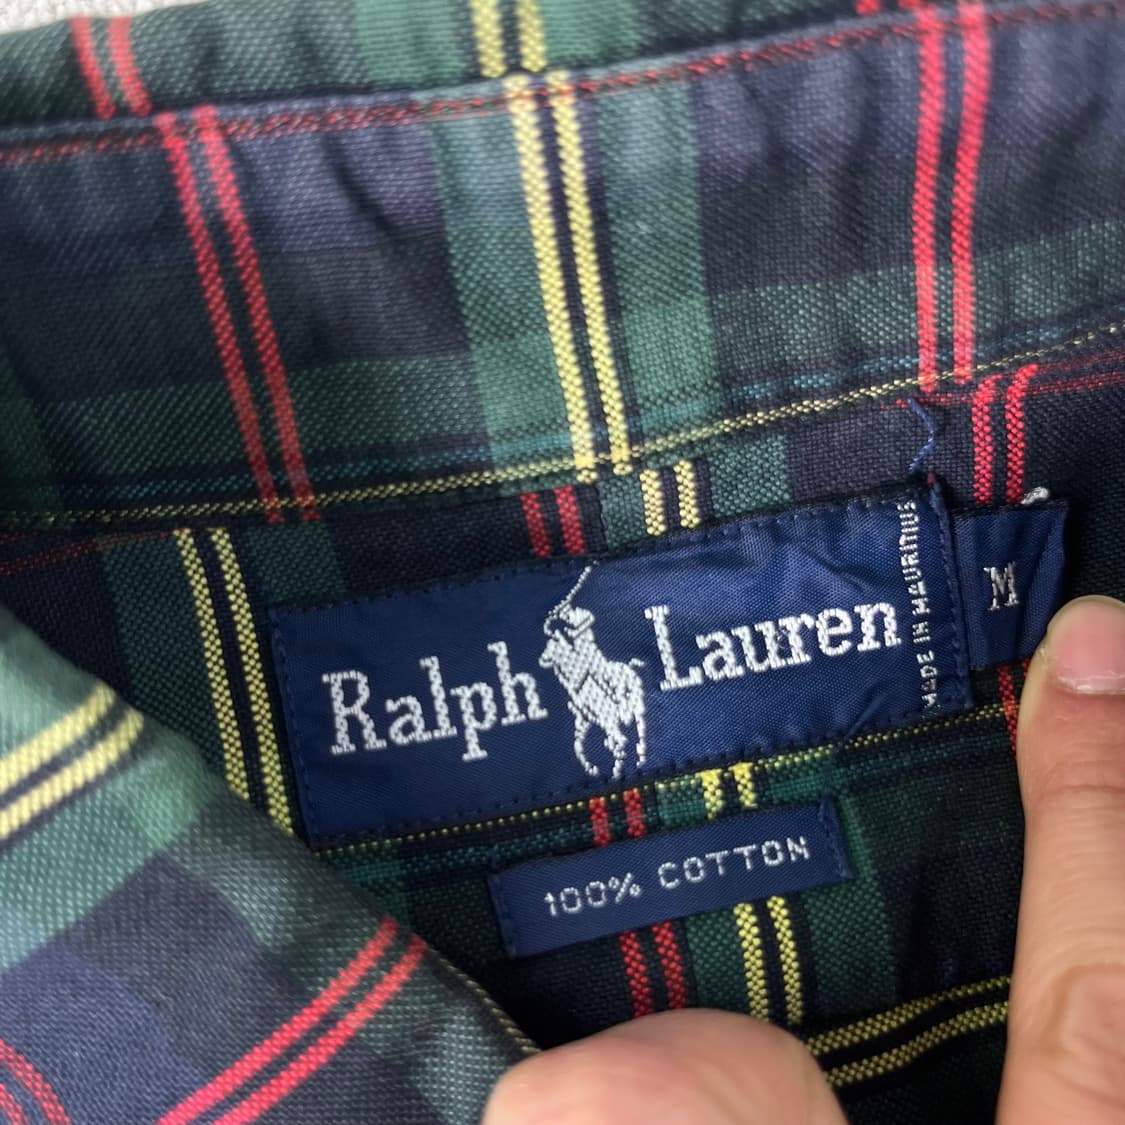 Ralph Lauren
MADE IN MAURITIUS
M
100% COTTON